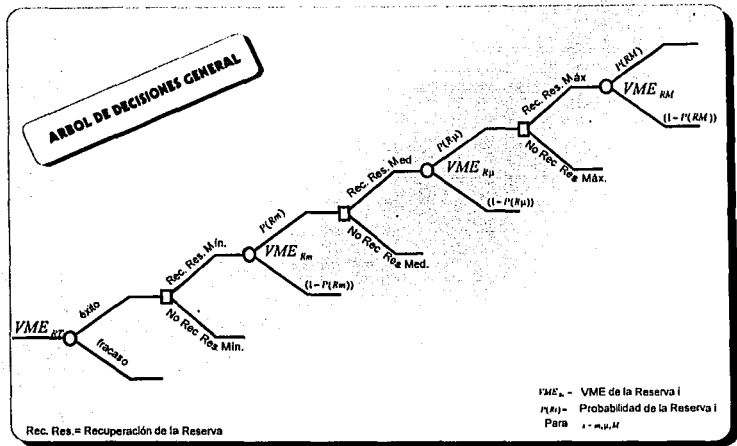 ARBOL DE DECISIONES GENERAL
P(RM)
VME RM
(1-P(RM))
Rec. Res. Máx
No Rec Res Máx.
P(Rμ)
VME Rμ
(1-P(Rμ))
Rec. Res. Med
No Rec Res Med.
P(Rm)
VME Rm
(1-P(Rm))
Rec. Res. Mín.
No Rec Res Mín.
éxito
VME RT
fracaso
VME - VME de la Reserva i
P(Ri)= Probabilidad de la Reserva i
Para i = m,μ,M
Rec. Res.= Recuperación de la Reserva